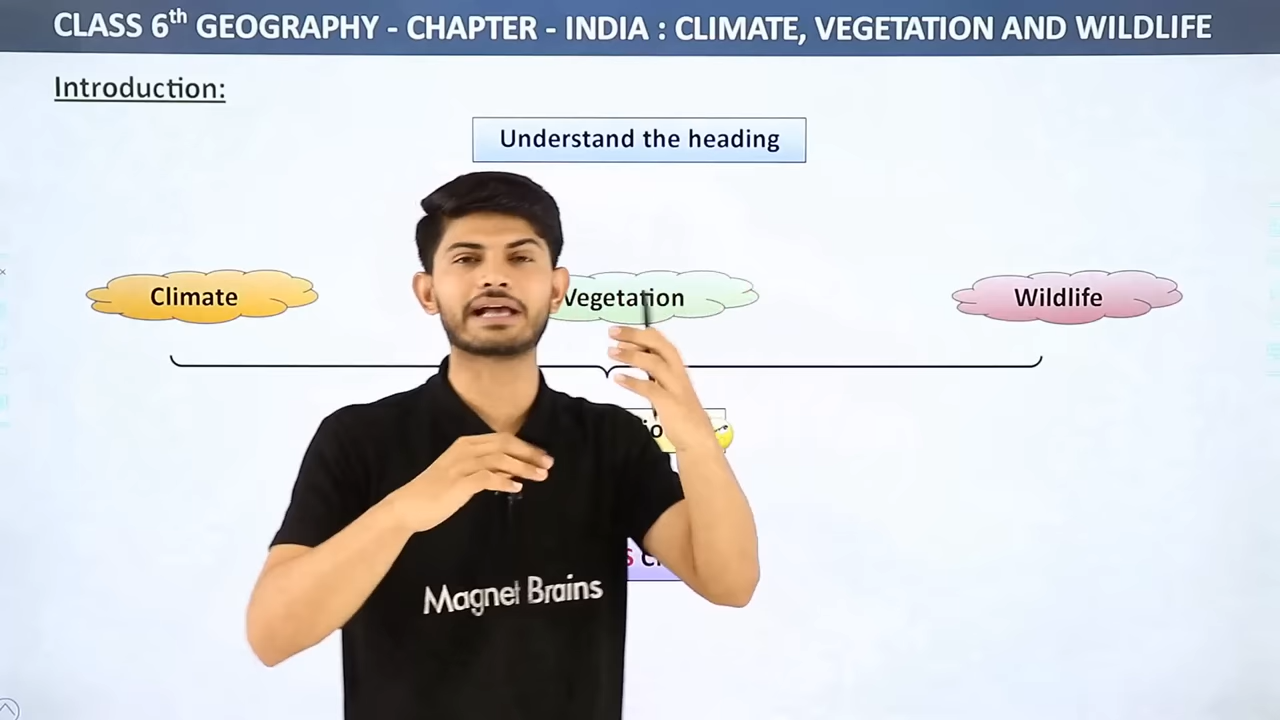 CLASS 6th GEOGRAPHY - CHAPTER - INDIA : CLIMATE, VEGETATION AND WILDLIFE
Introduction:
Understand the heading
Climate
Vegetation
Wildlife
Magnet Brains